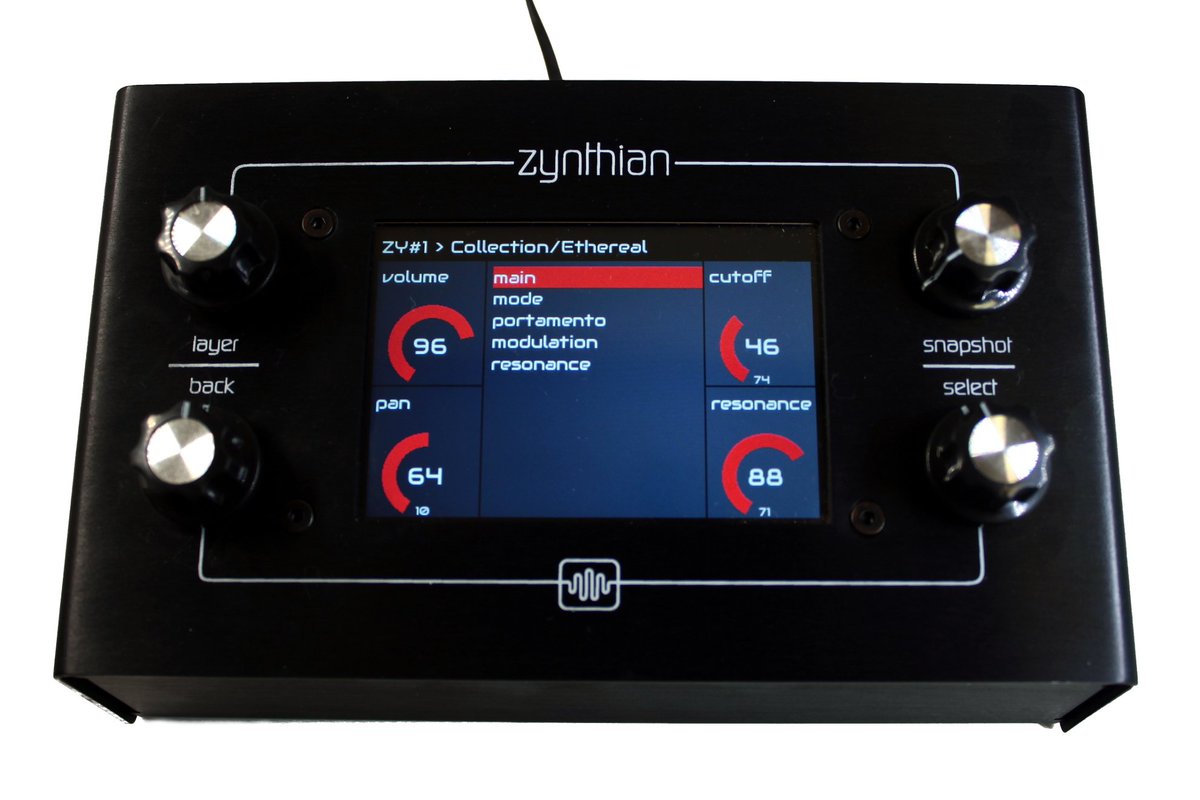 zynthian
ZY#1 > Collection/Ethereal
volume
96
pan
64
10
main
mode
portamento
modulation
resonance
cutoff
46
74
resonance
88
71
layer
back
snapshot
select